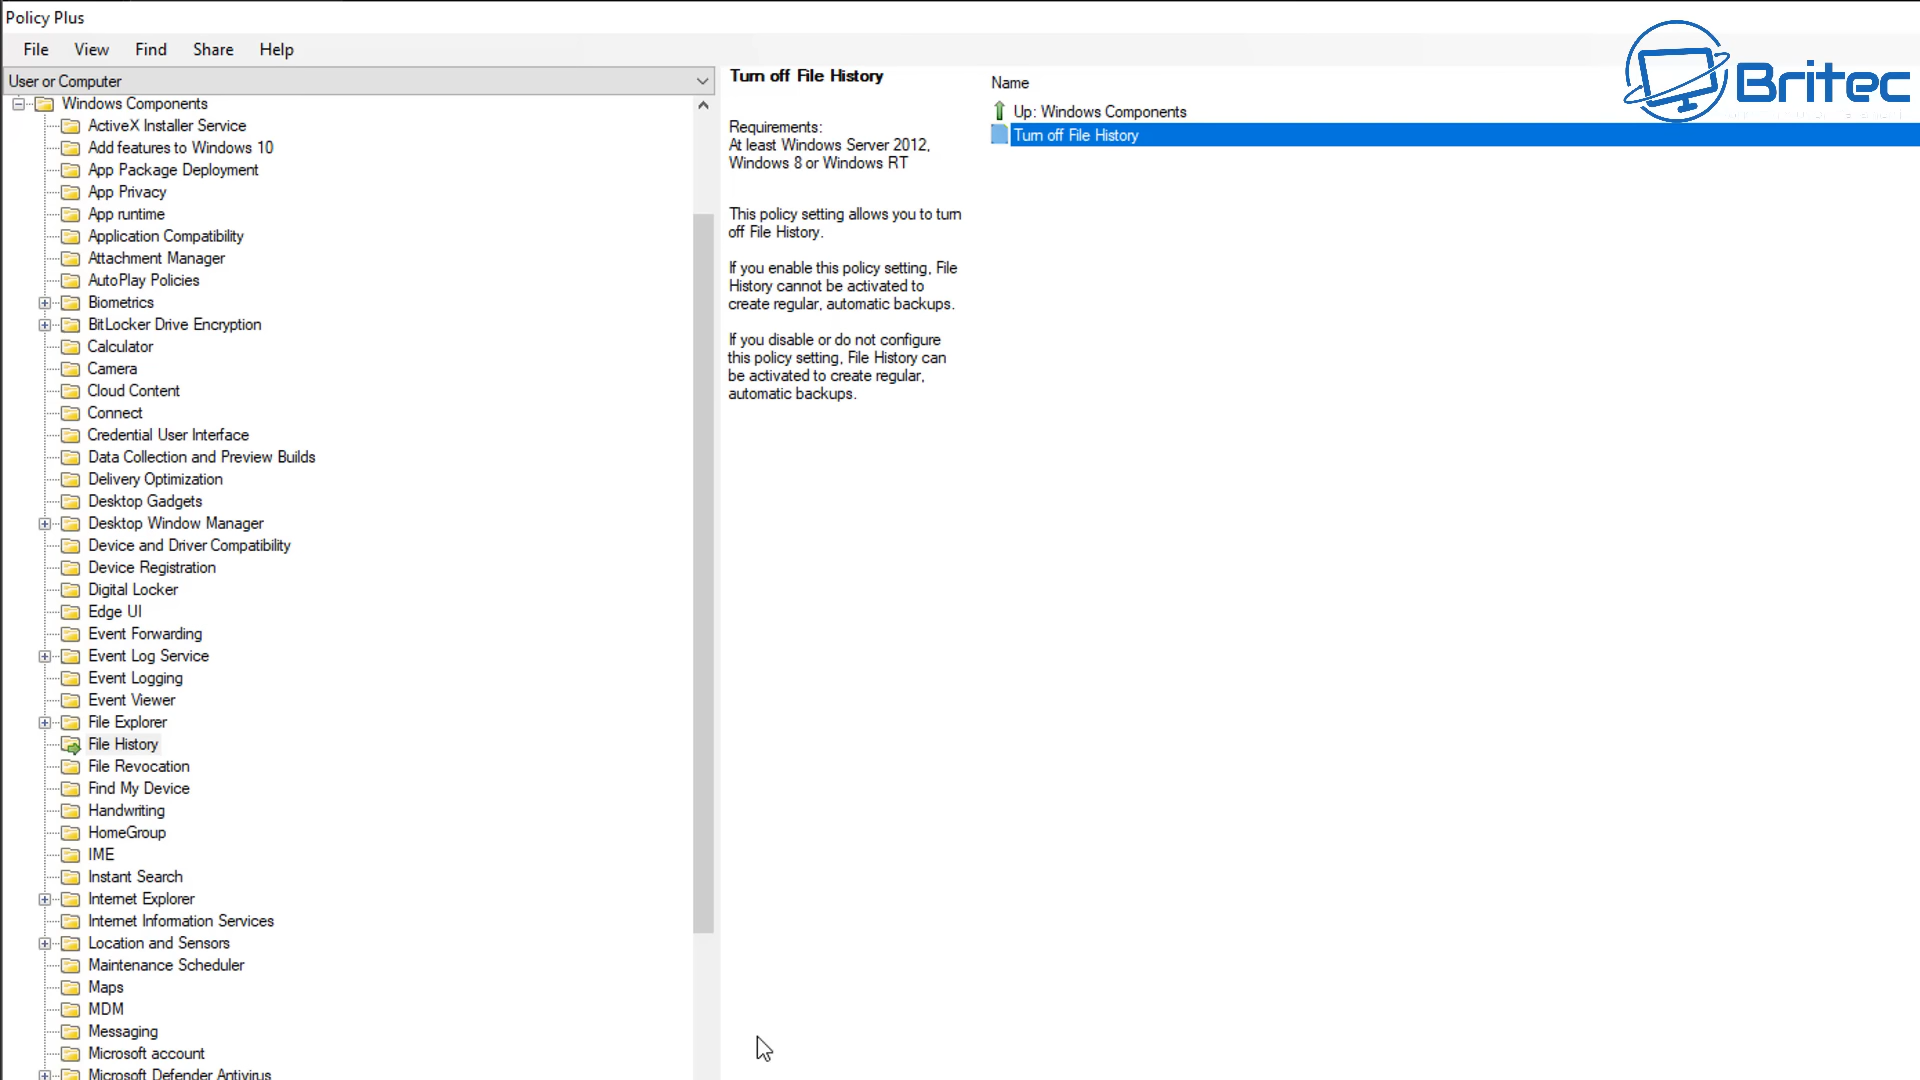 Policy Plus
File View Find Share Help
User or Computer
Windows Components
ActiveX Installer Service
Add features to Windows 10
App Package Deployment
App Privacy
App runtime
Application Compatibility
Attachment Manager
AutoPlay Policies
Biometrics
BitLocker Drive Encryption
Calculator
Camera
Cloud Content
Connect
Credential User Interface
Data Collection and Preview Builds
Delivery Optimization
Desktop Gadgets
Desktop Window Manager
Device and Driver Compatibility
Device Registration
Digital Locker
Edge UI
Event Forwarding
Event Log Service
Event Logging
Event Viewer
File Explorer
File History
File Revocation
Find My Device
Handwriting
HomeGroup
IME
Instant Search
Internet Explorer
Internet Information Services
Location and Sensors
Maintenance Scheduler
Maps
MDM
Messaging
Microsoft account
Microsoft Defender Antivirus
Turn off File History
Requirements:
At least Windows Server 2012,
Windows 8 or Windows RT
This policy setting allows you to turn
off File History.
If you enable this policy setting, File
History cannot be activated to
create regular, automatic backups.
If you disable or do not configure
this policy setting, File History can
be activated to create regular,
automatic backups.
Name
Up: Windows Components
Turn off File History
Britec